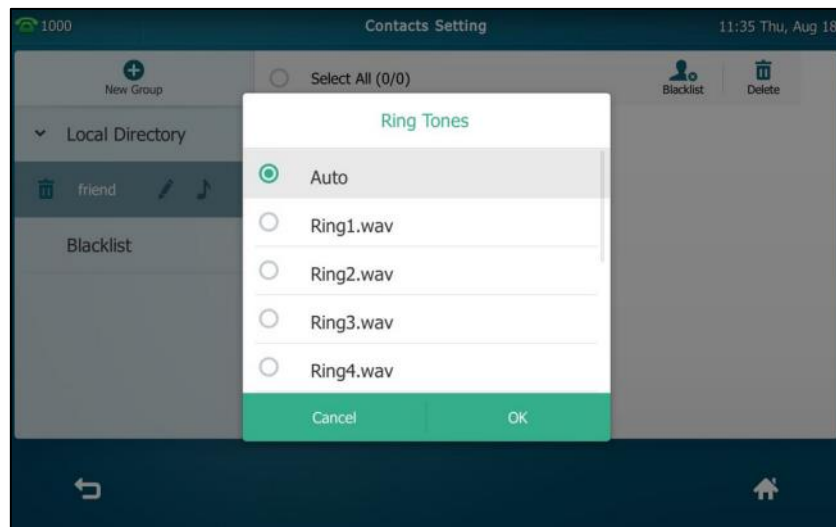 1000
Contacts Setting
11:35 Thu, Aug 18
New Group
Select All (0/0)
Blacklist
Delete
Local Directory
friend
Blacklist
Ring Tones
Auto
Ring1.wav
Ring2.wav
Ring3.wav
Ring4.wav
Cancel
OK